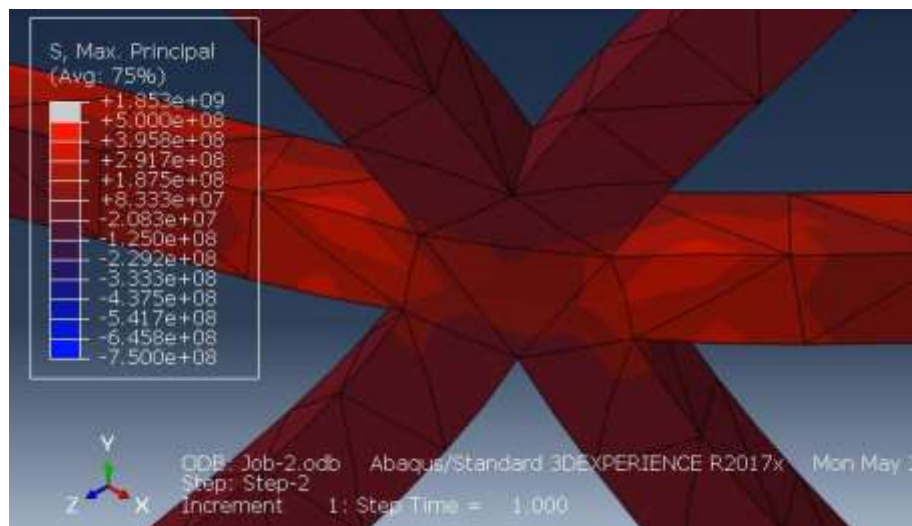 S, Max. Principal
(Avg: 75%)
+1.853e+09
+5.000e+08
+3.958e+08
+2.917e+08
+1.875e+08
+8.333e+07
-2.083e+07
-1.250e+08
-2.292e+08
-3.333e+08
-4.375e+08
-5.417e+08
-6.458e+08
-7.500e+08
Y
Z X
ODB: Job-2.odb Abaqus/Standard 3DEXPERIENCE R2017x Mon May
Step: Step-2
Increment 1: Step Time = 1.000